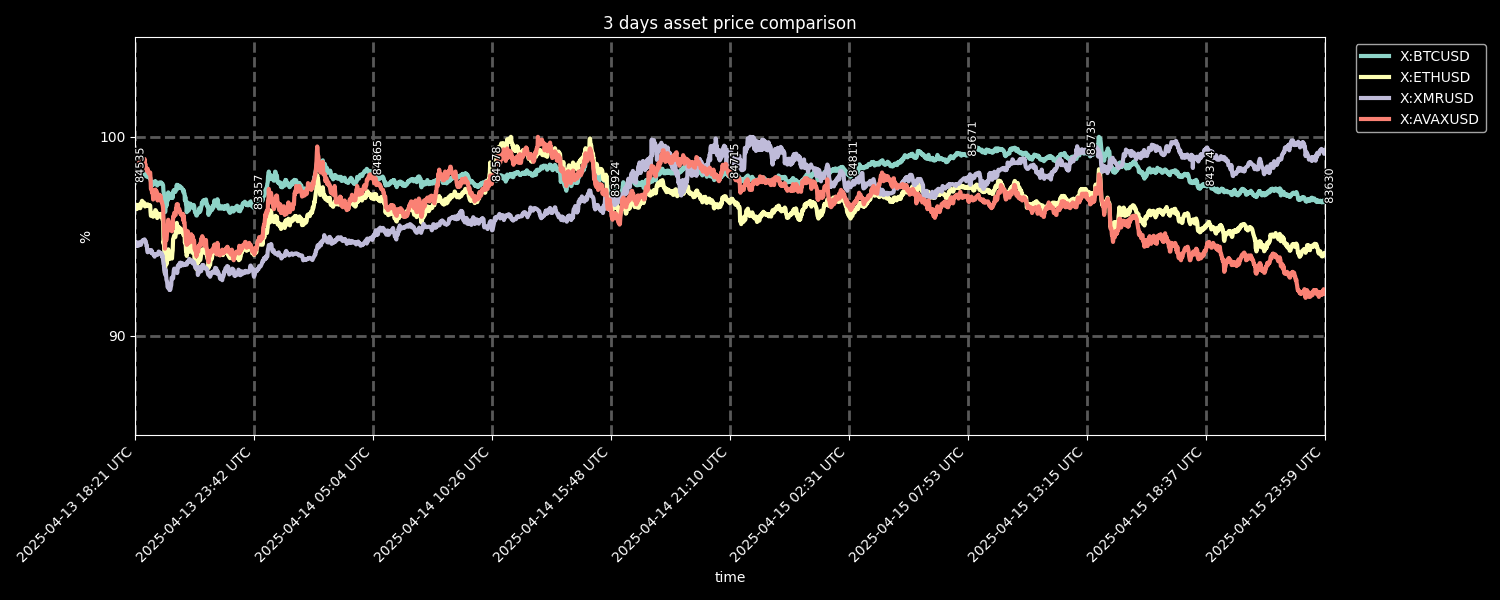 3 days asset price comparison
X:BTCUSD
X:ETHUSD
X:XMRUSD
X:AVAXUSD
100
90
%
84535
83357
84865
84578
83924
84715
84811
85671
85735
84374
83630
2025-04-13 18:21 UTC
2025-04-13 23:42 UTC
2025-04-14 05:04 UTC
2025-04-14 10:26 UTC
2025-04-14 15:48 UTC
2025-04-14 21:10 UTC
2025-04-15 02:31 UTC
2025-04-15 07:53 UTC
2025-04-15 13:15 UTC
2025-04-15 18:37 UTC
2025-04-15 23:59 UTC
time